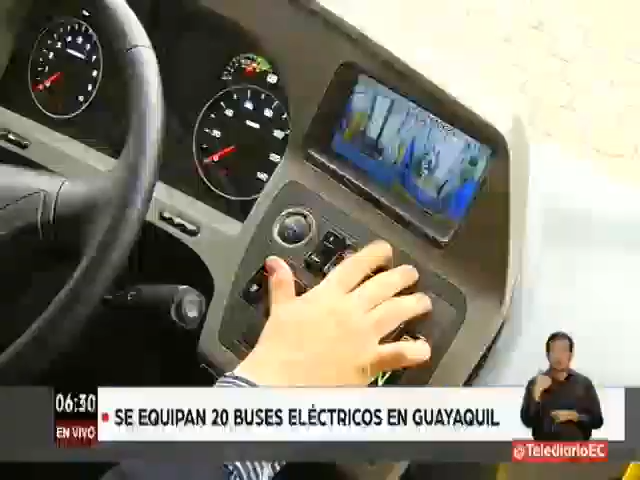 06:30
EN VIVO
• SE EQUIPAN 20 BUSES ELÉCTRICOS EN GUAYAQUIL
@TelediarioEC